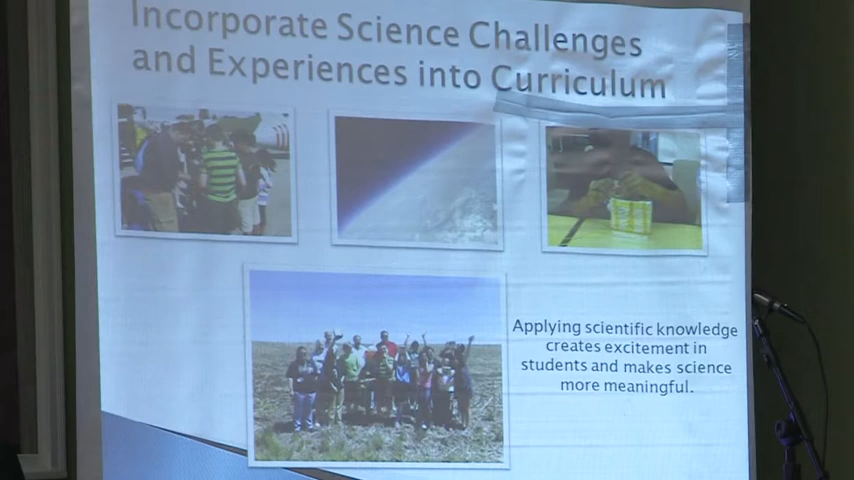 Incorporate Science Challenges
and Experiences into Curriculum
Applying scientific knowledge
creates excitement in
students and makes science
more meaningful.